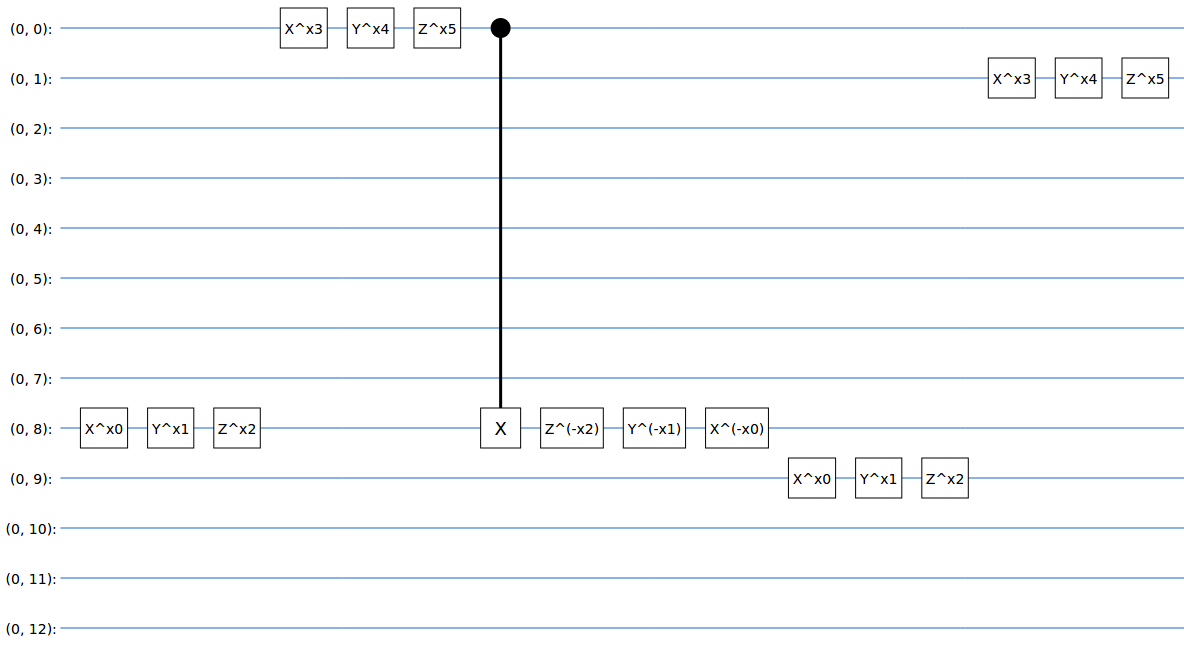 (0, 0): X^x3 Y^x4 Z^x5
(0, 1): X^x3 Y^x4 Z^x5
(0, 2):
(0, 3):
(0, 4):
(0, 5):
(0, 6):
(0, 7):
(0, 8): X^x0 Y^x1 Z^x2 X Z^(-x2) Y^(-x1) X^(-x0)
(0, 9): X^x0 Y^x1 Z^x2
(0, 10):
(0, 11):
(0, 12):